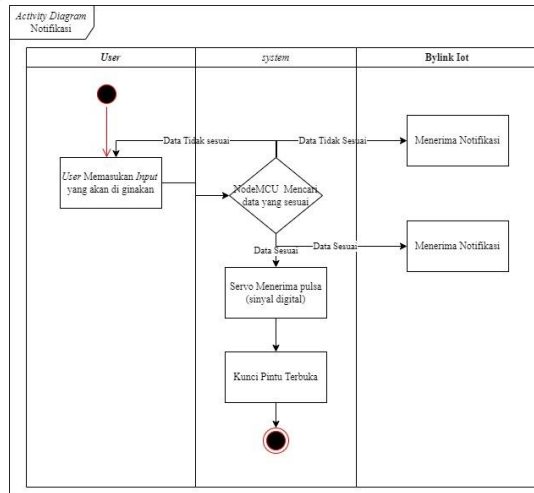 Activity Diagram
Notifikasi
User
system
Bylink Iot
Data Tidak sesuai
Data Tidak Sesuai
Menerima Notifikasi
User Memasukan Input
yang akan di ginakan
NodeMCU Mencari
data yang sesuai
Data Sesuai
Data Sesuai
Menerima Notifikasi
Servo Menerima pulsa
(sinyal digital)
Kunci Pintu Terbuka